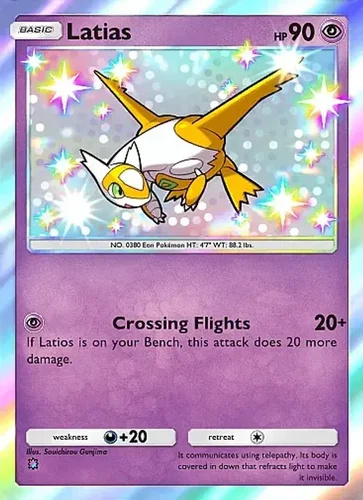 BASIC Latias HP 90
NO. 0380 Eon Pokémon HT: 4'7" WT: 88.2 lbs.
Crossing Flights 20+
If Latios is on your Bench, this attack does 20 more
damage.
weakness +20 retreat
Illus. Souichirou Gunjima
It communicates using telepathy. Its body is
covered in down that refracts light to make
it invisible.